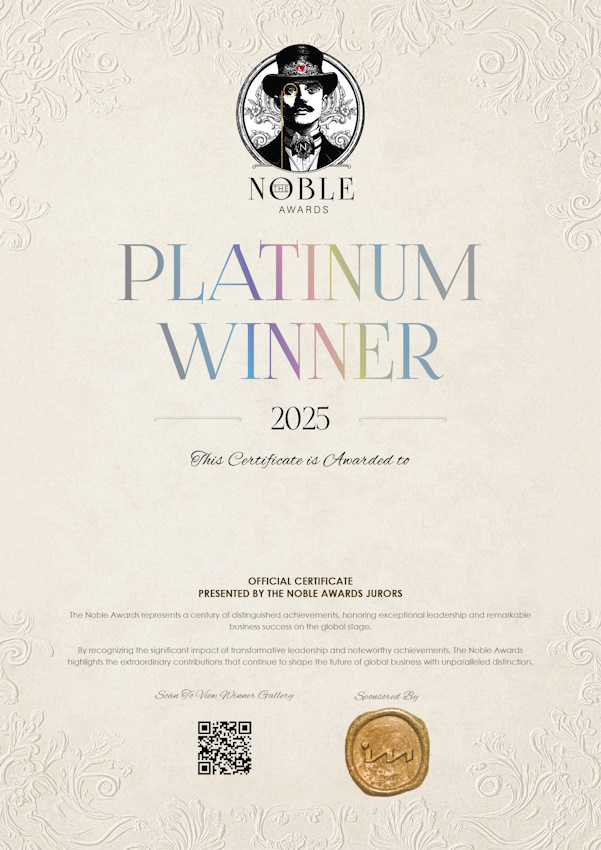 NOBLE
THE
AWARDS
PLATINUM
WINNER
2025
This Certificate is Awarded to
OFFICIAL CERTIFICATE
PRESENTED BY THE NOBLE AWARDS JURORS
The Noble Awards represents a century of distinguished achievements, honoring exceptional leadership and remarkable
business success on the global stage.
By recognizing the significant impact of transformative leadership and noteworthy achievements, The Noble Awards
highlights the extraordinary contributions that continue to shape the future of global business with unparalleled distinction.
Scan To View Winner Gallery
Sponsored By